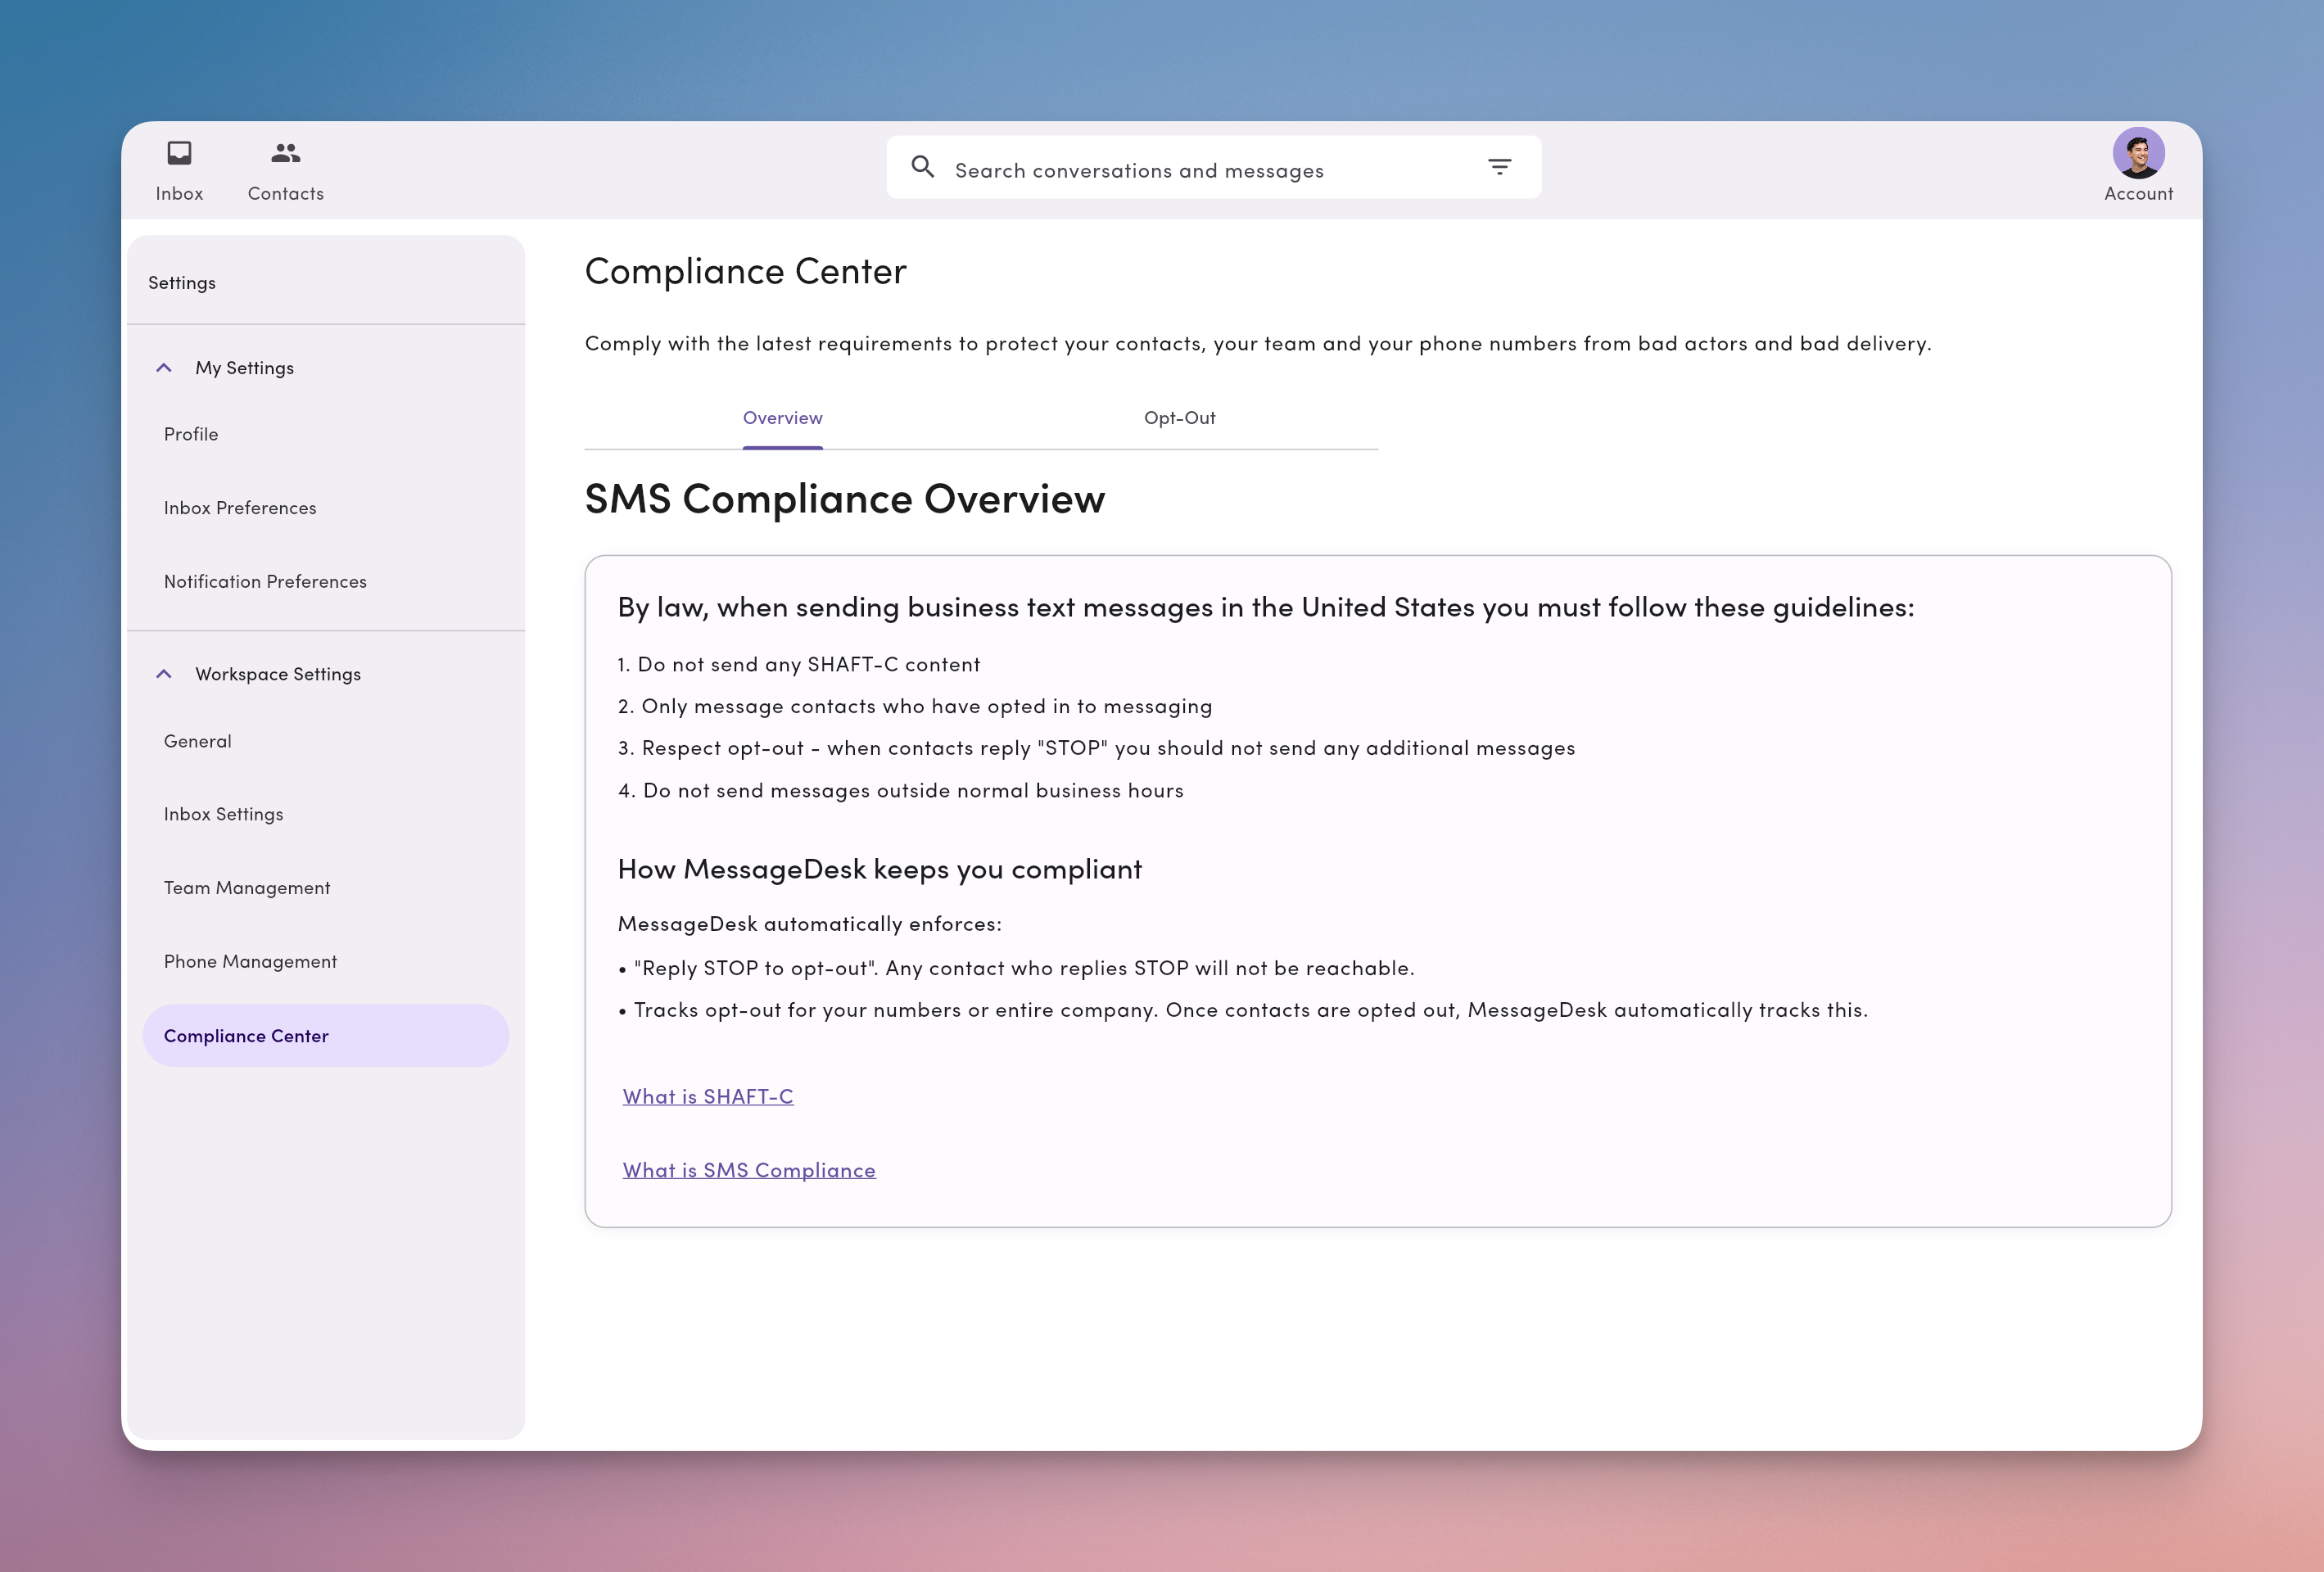 Inbox
Contacts
Search conversations and messages
Account
Settings
My Settings
Profile
Inbox Preferences
Notification Preferences
Workspace Settings
General
Inbox Settings
Team Management
Phone Management
Compliance Center
Compliance Center
Comply with the latest requirements to protect your contacts, your team and your phone numbers from bad actors and bad delivery.
Overview
Opt-Out
SMS Compliance Overview
By law, when sending business text messages in the United States you must follow these guidelines:
1. Do not send any SHAFT-C content
2. Only message contacts who have opted in to messaging
3. Respect opt-out - when contacts reply "STOP" you should not send any additional messages
4. Do not send messages outside normal business hours
How MessageDesk keeps you compliant
MessageDesk automatically enforces:
• "Reply STOP to opt-out". Any contact who replies STOP will not be reachable.
• Tracks opt-out for your numbers or entire company. Once contacts are opted out, MessageDesk automatically tracks this.
What is SHAFT-C
What is SMS Compliance